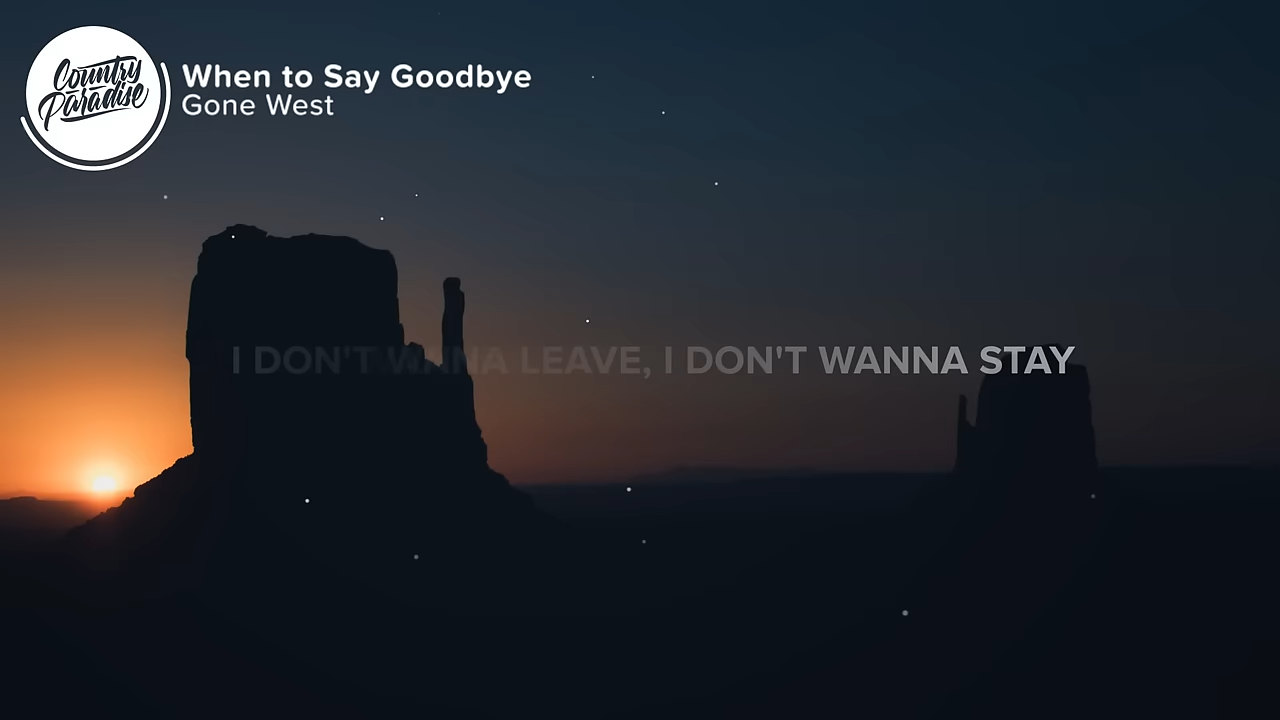 Country
Paradise
When to Say Goodbye
Gone West
I DON'T WANNA LEAVE, I DON'T WANNA STAY